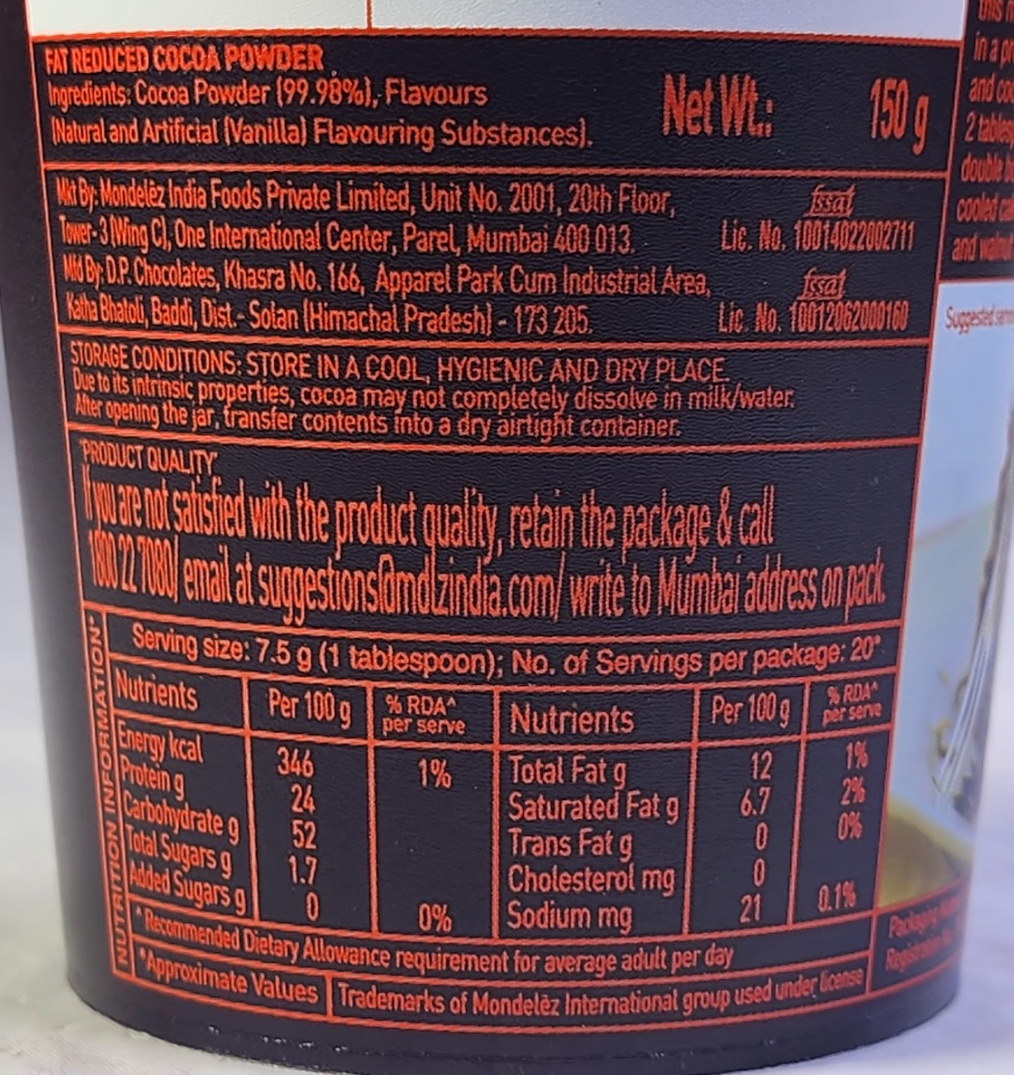 FAT REDUCED COCOA POWDER
Ingredients: Cocoa Powder (99.98%), Flavours
(Natural and Artificial (Vanilla) Flavouring Substances).
Net Wt.: 150 g
Mkt By: Mondelēz India Foods Private Limited, Unit No. 2001, 20th Floor,
Tower-3 (Wing C), One International Center, Parel, Mumbai 400 013.
fssai
Lic. No. 10014022002711
Mfd By: D.P. Chocolates, Khasra No. 166, Apparel Park Cum Industrial Area,
Katha Bhatoli, Baddi, Dist.- Solan (Himachal Pradesh) - 173 205.
fssai
Lic. No. 10012062000160
STORAGE CONDITIONS: STORE IN A COOL, HYGIENIC AND DRY PLACE.
Due to its intrinsic properties, cocoa may not completely dissolve in milk/water.
After opening the jar, transfer contents into a dry airtight container.
"PRODUCT QUALITY"
If you are not satisfied with the product quality, retain the package & call
1800 22 7080/ email at suggestions@mdlzindia.com/ write to Mumbai address on pack.
NUTRITION INFORMATION*
Serving size: 7.5 g (1 tablespoon); No. of Servings per package: 20*
Nutrients Per 100 g % RDA^ per serve Nutrients Per 100 g % RDA^ per serve
Energy kcal 346 1% Total Fat g 12 1%
Protein g 24 Saturated Fat g 6.7 2%
Carbohydrate g 52 Trans Fat g 0 0%
Total Sugars g 1.7 Cholesterol mg 0
Added Sugars g 0 0% Sodium mg 21 0.1%
^ Recommended Dietary Allowance requirement for average adult per day
*Approximate Values Trademarks of Mondelēz International group used under license
in a
and
2
double
cooled
and
Suggested
Packaging